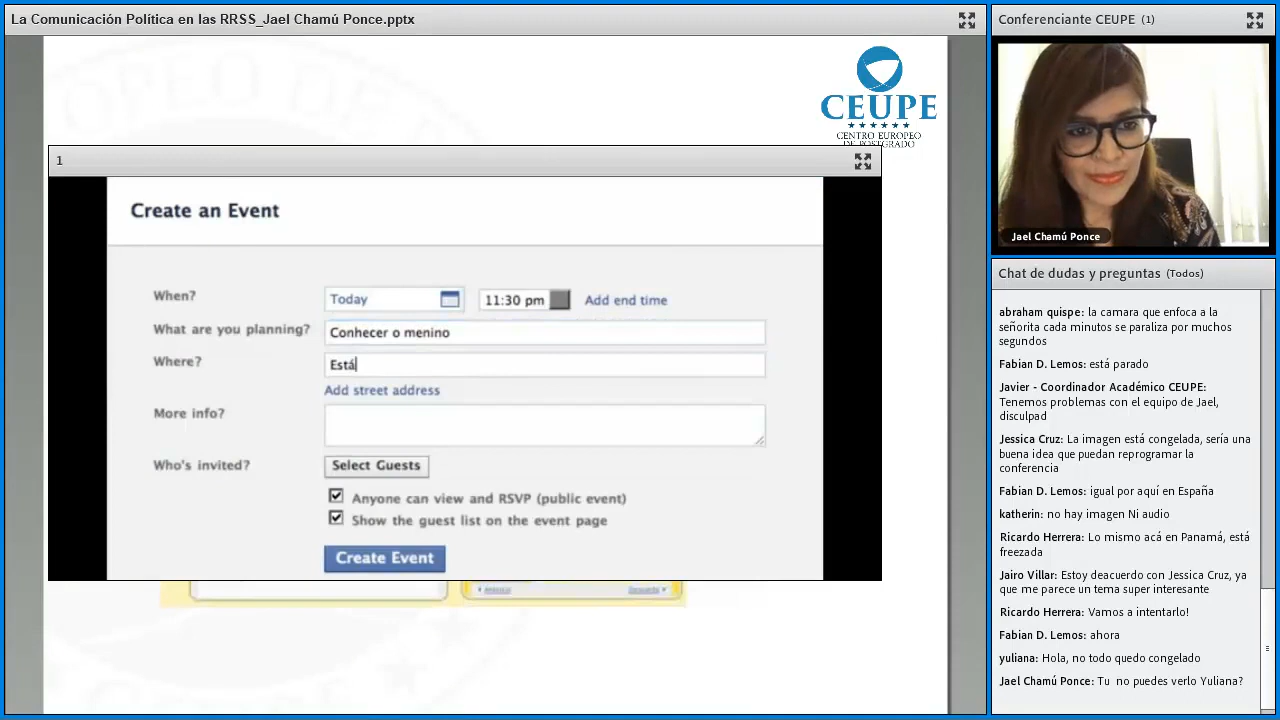 La Comunicación Política en las RRSS_Jael Chamú Ponce.pptx
CEUPE
CENTRO EUROPEO
DE POSTGRADO
1
Create an Event
When?
Today
11:30 pm
Add end time
What are you planning?
Conhecer o menino
Where?
Está
Add street address
More info?
Who's invited?
Select Guests
Anyone can view and RSVP (public event)
Show the guest list on the event page
Create Event
Conferenciante CEUPE (1)
Jael Chamú Ponce
Chat de dudas y preguntas (Todos)
abraham quispe: la camara que enfoca a la
señorita cada minutos se paraliza por muchos
segundos
Fabian D. Lemos: está parado
Javier - Coordinador Académico CEUPE:
Tenemos problemas con el equipo de Jael,
disculpad
Jessica Cruz: La imagen está congelada, sería una
buena idea que puedan reprogramar la
conferencia
Fabian D. Lemos: igual por aquí en España
katherin: no hay imagen Ni audio
Ricardo Herrera: Lo mismo acá en Panamá, está
freezada
Jairo Villar: Estoy deacuerdo con Jessica Cruz, ya
que me parece un tema super interesante
Ricardo Herrera: Vamos a intentarlo!
Fabian D. Lemos: ahora
yuliana: Hola, no todo quedo congelado
Jael Chamú Ponce: Tu no puedes verlo Yuliana?